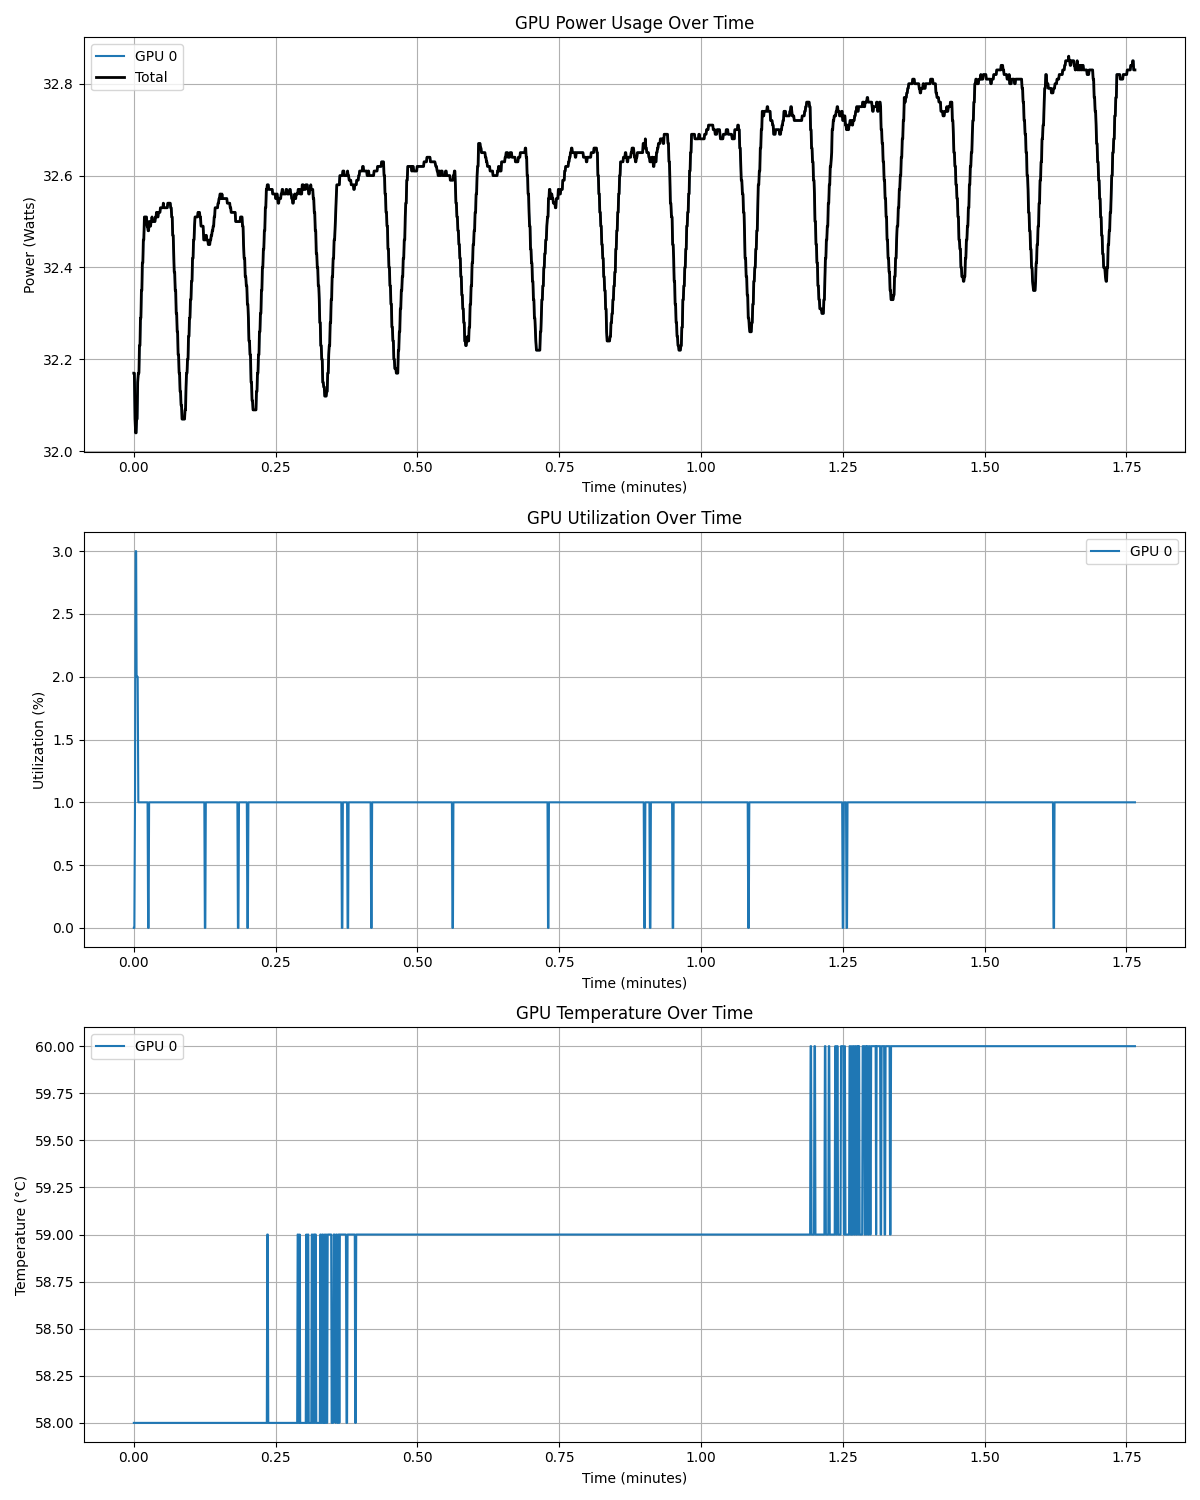 GPU Power Usage Over Time
GPU 0
Total
Power (Watts)
32.8
32.6
32.4
32.2
32.0
0.00 0.25 0.50 0.75 1.00 1.25 1.50 1.75
Time (minutes)
GPU Utilization Over Time
GPU 0
Utilization (%)
3.0
2.5
2.0
1.5
1.0
0.5
0.0
0.00 0.25 0.50 0.75 1.00 1.25 1.50 1.75
Time (minutes)
GPU Temperature Over Time
GPU 0
Temperature (°C)
60.00
59.75
59.50
59.25
59.00
58.75
58.50
58.25
58.00
0.00 0.25 0.50 0.75 1.00 1.25 1.50 1.75
Time (minutes)